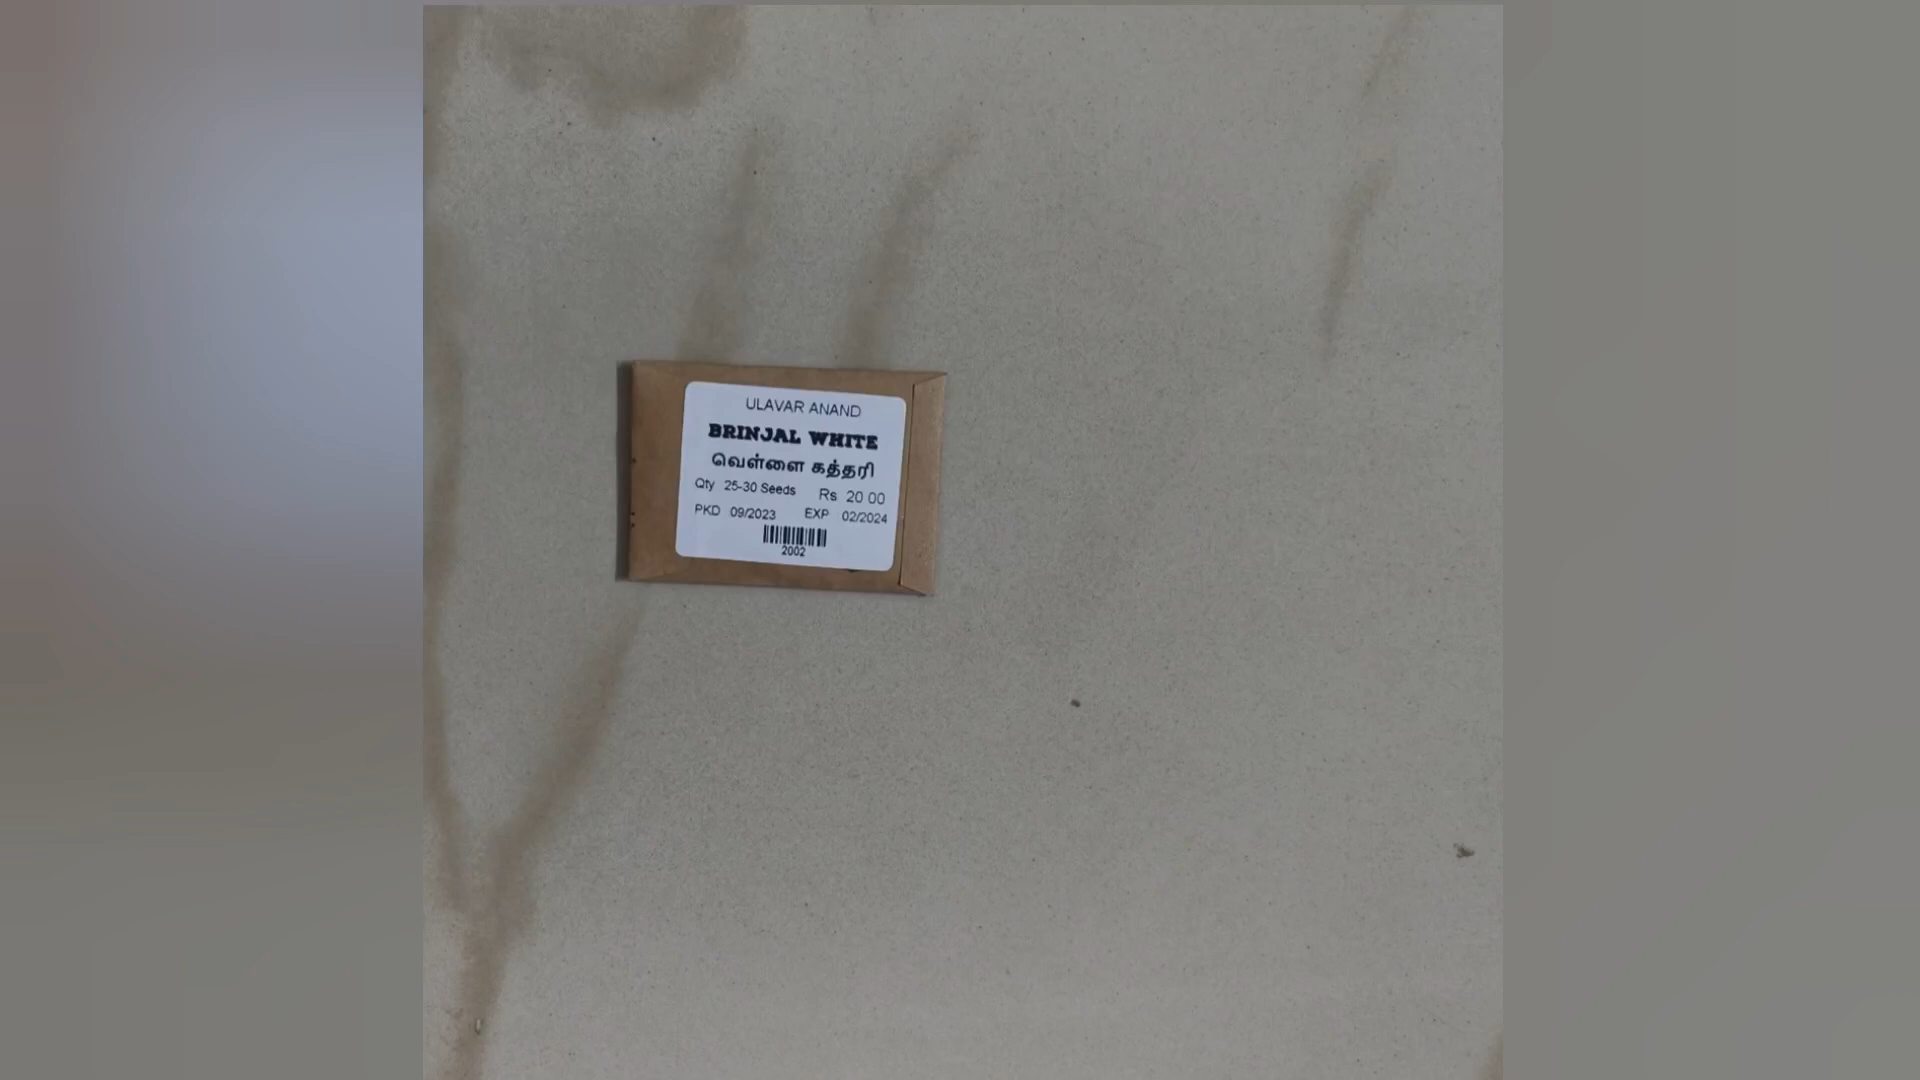 ULAVAR ANAND
BRINJAL WHITE
வெள்ளை கத்தரி
Qty 25-30 Seeds Rs 20 00
PKD 09/2023 EXP 02/2024
2002